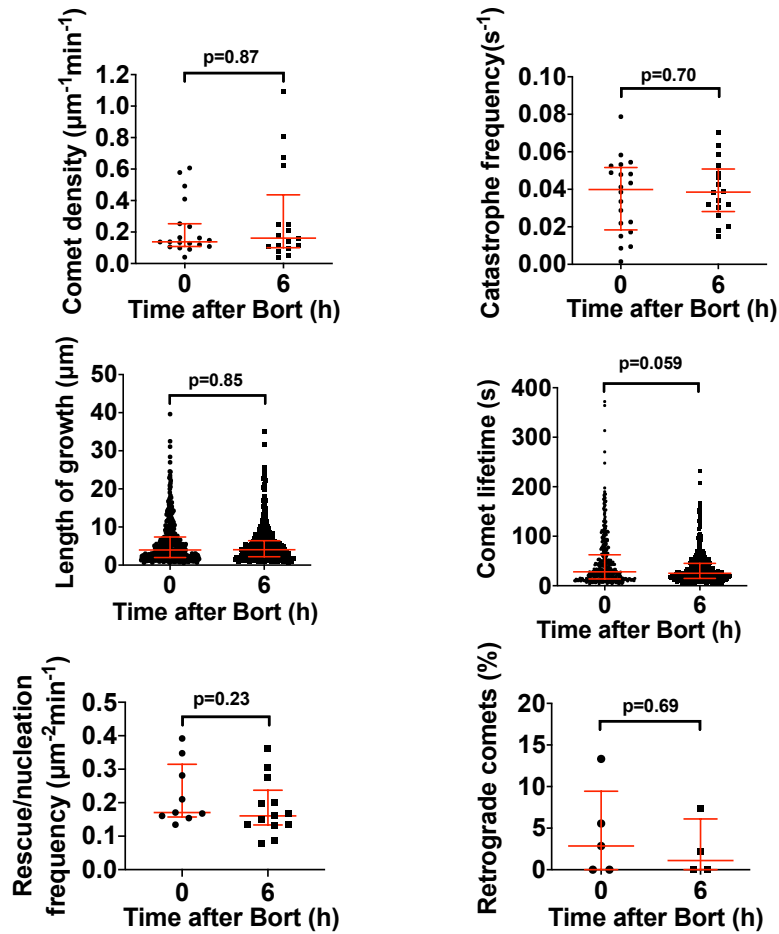 p=0.87
Comet density (µm-1min-1)
1.2
1.0
0.8
0.6
0.4
0.2
0.0
0 6
Time after Bort (h)
p=0.70
Catastrophe frequency(s-1)
0.10
0.08
0.06
0.04
0.02
0.00
0 6
Time after Bort (h)
p=0.85
Length of growth (µm)
50
40
30
20
10
0
0 6
Time after Bort (h)
p=0.059
Comet lifetime (s)
400
300
200
100
0
0 6
Time after Bort (h)
p=0.23
Rescue/nucleation
frequency (µm-2min-1)
0.5
0.4
0.3
0.2
0.1
0.0
0 6
Time after Bort (h)
p=0.69
Retrograde comets (%)
20
15
10
5
0
0 6
Time after Bort (h)